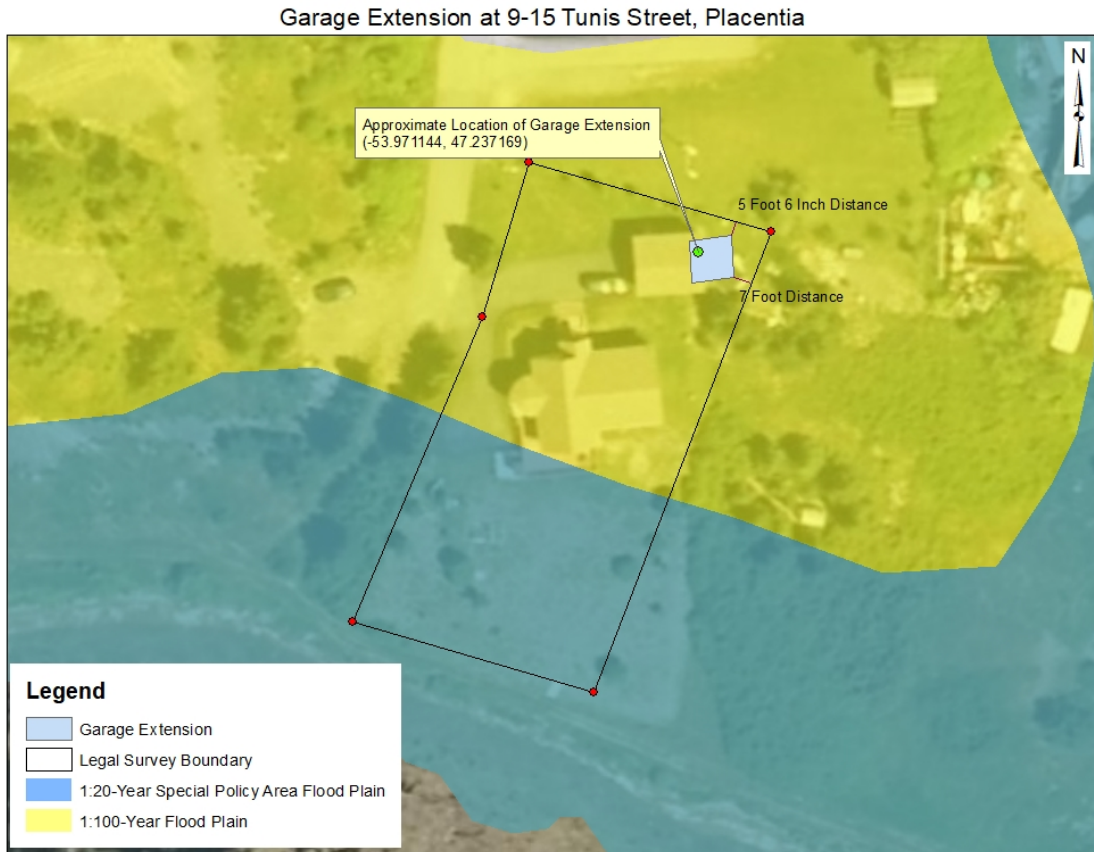 Garage Extension at 9-15 Tunis Street, Placentia
N
Approximate Location of Garage Extension
(-53.971144, 47.237169)
5 Foot 6 Inch Distance
7 Foot Distance
Legend
Garage Extension
Legal Survey Boundary
1:20-Year Special Policy Area Flood Plain
1:100-Year Flood Plain